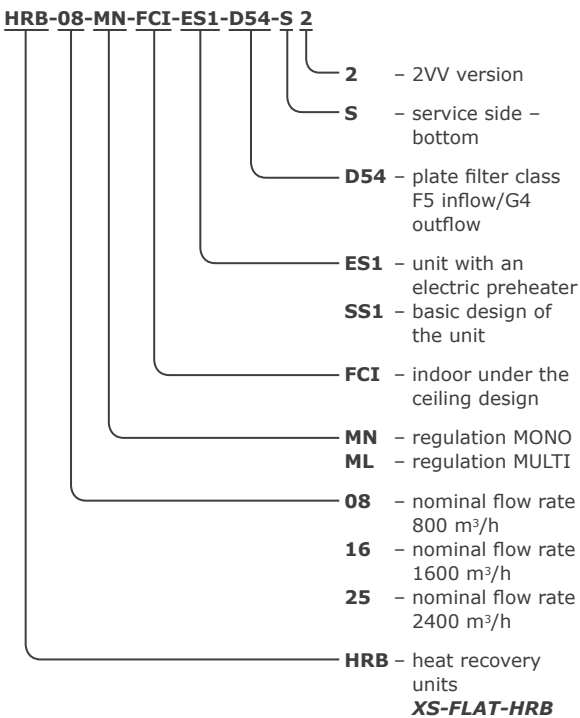 HRB-08-MN-FCI-ES1-D54-S 2
2 – 2VV version
S – service side –
bottom
D54 – plate filter class
F5 inflow/G4
outflow
ES1 – unit with an
electric preheater
SS1 – basic design of
the unit
FCI – indoor under the
ceiling design
MN – regulation MONO
ML – regulation MULTI
08 – nominal flow rate
800 m³/h
16 – nominal flow rate
1600 m³/h
25 – nominal flow rate
2400 m³/h
HRB – heat recovery
units
XS-FLAT-HRB